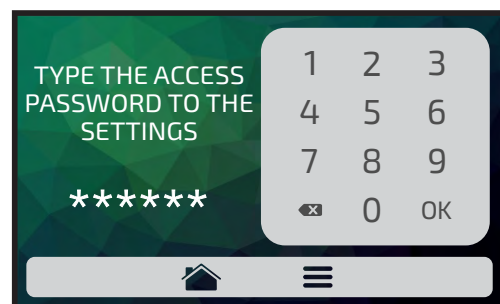 TYPE THE ACCESS
PASSWORD TO THE
SETTINGS
******
1 2 3
4 5 6
7 8 9
0 OK